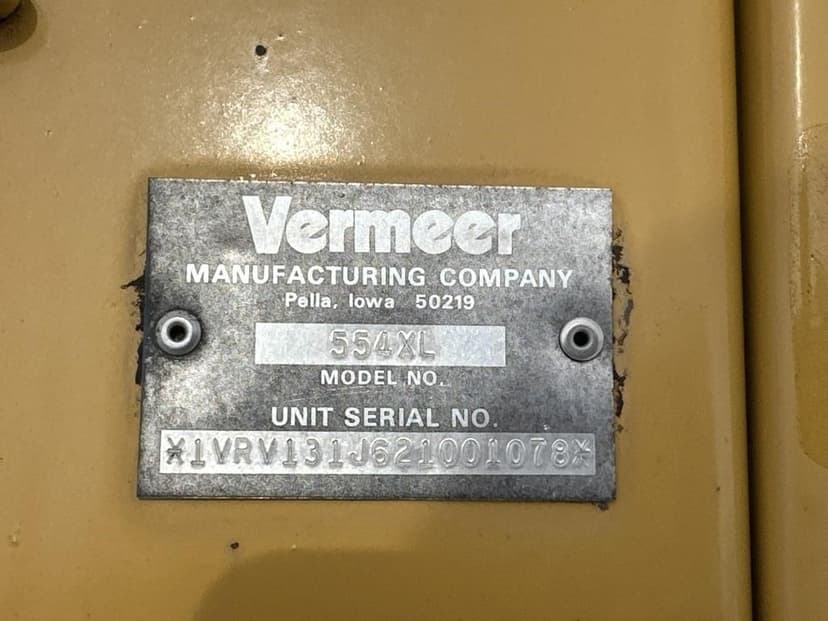 Vermeer
MANUFACTURING COMPANY
Pella, Iowa 50219
554XL
MODEL NO.
UNIT SERIAL NO.
*1VRV131J621001078*